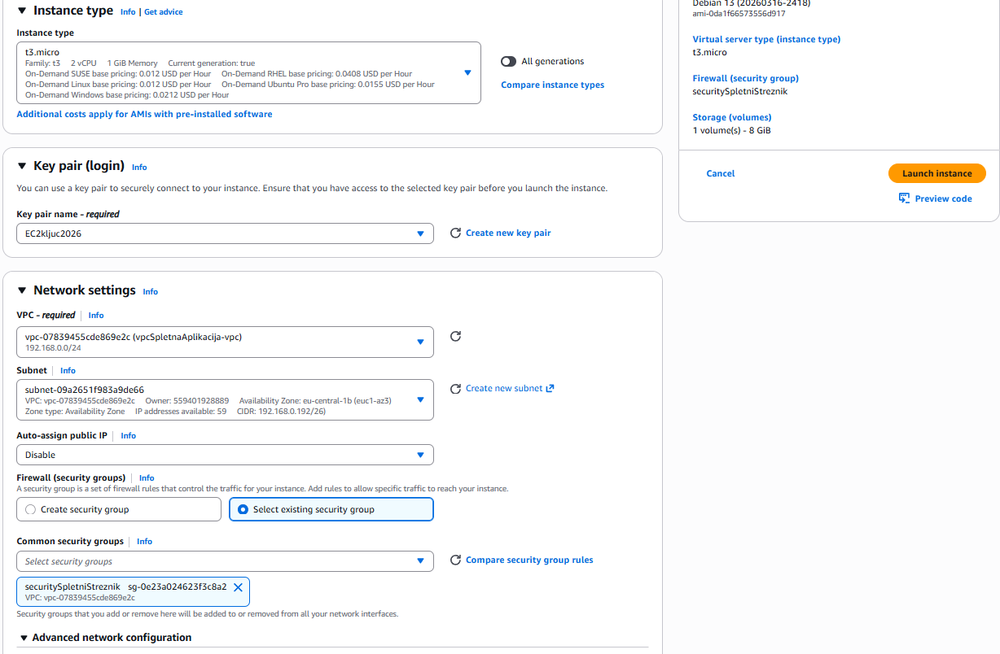 Instance type Info | Get advice
Instance type
t3.micro
Family: t3 2 vCPU 1 GiB Memory Current generation: true
On-Demand SUSE base pricing: 0.012 USD per Hour On-Demand RHEL base pricing: 0.0408 USD per Hour
On-Demand Linux base pricing: 0.012 USD per Hour On-Demand Ubuntu Pro base pricing: 0.0155 USD per Hour
On-Demand Windows base pricing: 0.0212 USD per Hour
All generations
Compare instance types
Additional costs apply for AMIs with pre-installed software
Key pair (login) Info
You can use a key pair to securely connect to your instance. Ensure that you have access to the selected key pair before you launch the instance.
Key pair name - required
EC2kljuc2026
Create new key pair
Network settings Info
VPC - required Info
vpc-07839455cde869e2c (vpcSpletnaAplikacija-vpc)
192.168.0.0/24
Subnet Info
subnet-09a2651f983a9de66
VPC: vpc-07839455cde869e2c Owner: 559401928889 Availability Zone: eu-central-1b (euc1-az3)
Zone type: Availability Zone IP addresses available: 59 CIDR: 192.168.0.192/26)
Create new subnet
Auto-assign public IP Info
Disable
Firewall (security groups) Info
A security group is a set of firewall rules that control the traffic for your instance. Add rules to allow specific traffic to reach your instance.
Create security group
Select existing security group
Common security groups Info
Select security groups
Compare security group rules
securitySpletniStreznik sg-0e23a024623f3c8a2
VPC: vpc-07839455cde869e2c
Security groups that you add or remove here will be added to or removed from all your network interfaces.
Advanced network configuration
Debian 13 (20260316-2418)
ami-0da1f66573556d917
Virtual server type (instance type)
t3.micro
Firewall (security group)
securitySpletniStreznik
Storage (volumes)
1 volume(s) - 8 GiB
Cancel
Launch instance
Preview code